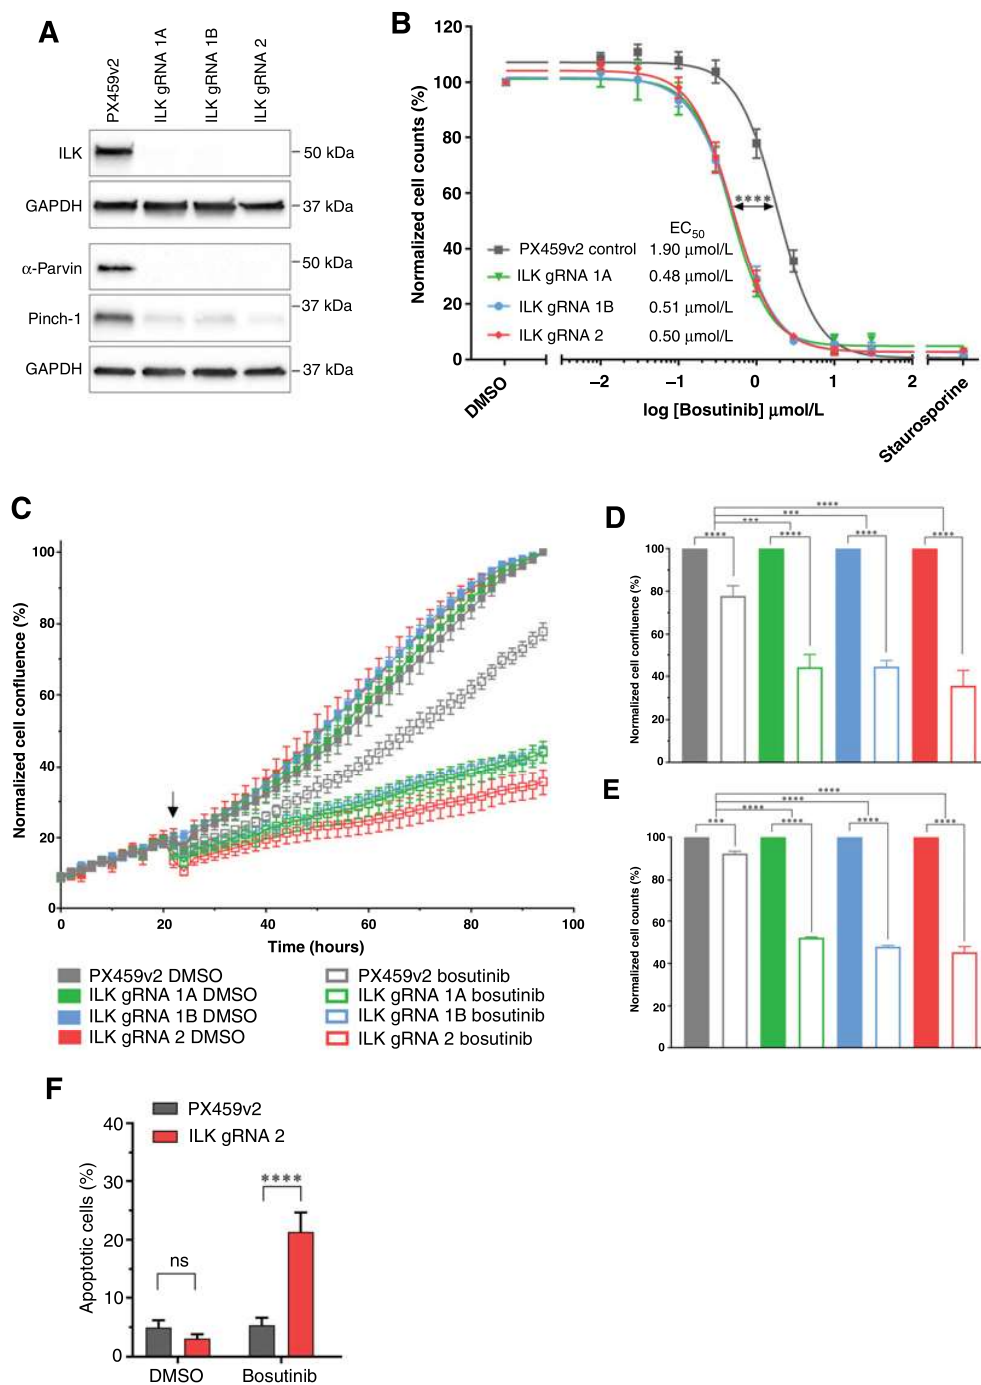 A
PX459v2
ILK gRNA 1A
ILK gRNA 1B
ILK gRNA 2
ILK
50 kDa
GAPDH
37 kDa
α-Parvin
50 kDa
Pinch-1
37 kDa
GAPDH
37 kDa
B
Normalized cell counts (%)
120
100
80
60
40
20
0
****
EC50
PX459v2 control 1.90 μmol/L
ILK gRNA 1A 0.48 μmol/L
ILK gRNA 1B 0.51 μmol/L
ILK gRNA 2 0.50 μmol/L
DMSO
–2
–1
0
1
2
Staurosporine
log [Bosutinib] μmol/L
C
Normalized cell confluence (%)
100
80
60
40
20
0
0
20
40
60
80
100
Time (hours)
PX459v2 DMSO
ILK gRNA 1A DMSO
ILK gRNA 1B DMSO
ILK gRNA 2 DMSO
PX459v2 bosutinib
ILK gRNA 1A bosutinib
ILK gRNA 1B bosutinib
ILK gRNA 2 bosutinib
D
Normalized cell confluence (%)
100
80
60
40
20
0
****
***
***
****
****
****
****
E
Normalized cell counts (%)
100
80
60
40
20
0
****
****
****
***
****
****
****
F
PX459v2
ILK gRNA 2
Apoptotic cells (%)
40
30
20
10
0
ns
****
DMSO
Bosutinib